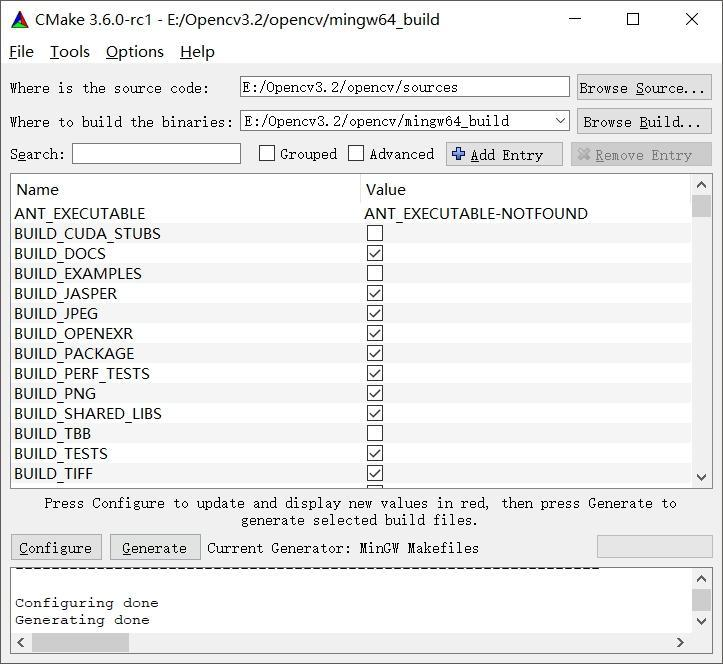 CMake 3.6.0-rc1 - E:/Opencv3.2/opencv/mingw64_build
File Tools Options Help
Where is the source code: E:/Opencv3.2/opencv/sources Browse Source...
Where to build the binaries: E:/Opencv3.2/opencv/mingw64_build Browse Build...
Search: Grouped Advanced Add Entry Remove Entry
Name Value
ANT_EXECUTABLE ANT_EXECUTABLE-NOTFOUND
BUILD_CUDA_STUBS
BUILD_DOCS
BUILD_EXAMPLES
BUILD_JASPER
BUILD_JPEG
BUILD_OPENEXR
BUILD_PACKAGE
BUILD_PERF_TESTS
BUILD_PNG
BUILD_SHARED_LIBS
BUILD_TBB
BUILD_TESTS
BUILD_TIFF
Press Configure to update and display new values in red, then press Generate to
generate selected build files.
Configure Generate Current Generator: MinGW Makefiles
Configuring done
Generating done